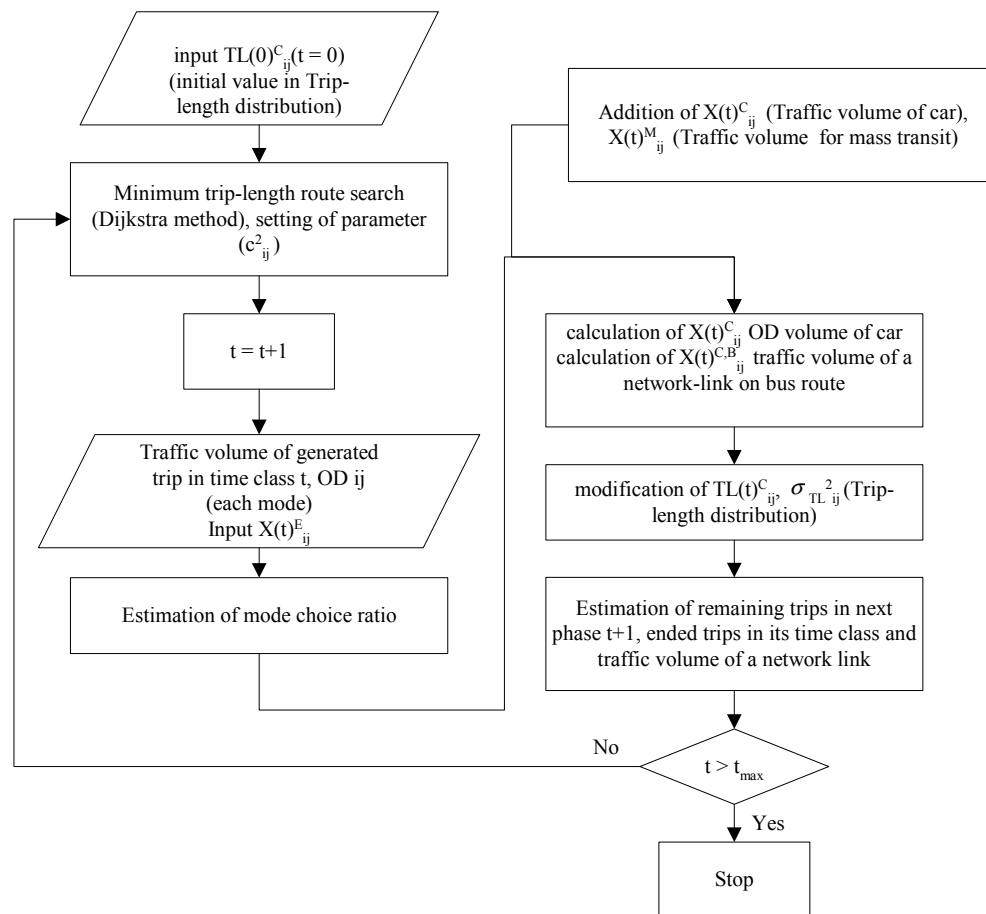 input TL(0)^C_ij(t = 0)
(initial value in Trip-
length distribution)
Minimum trip-length route search
(Dijkstra method), setting of parameter
(c^2_ij )
t = t+1
Traffic volume of generated
trip in time class t, OD ij
(each mode)
Input X(t)^E_ij
Estimation of mode choice ratio
Addition of X(t)^C_ij (Traffic volume of car),
X(t)^M_ij (Traffic volume for mass transit)
calculation of X(t)^C_ij OD volume of car
calculation of X(t)^C,B_ij traffic volume of a
network-link on bus route
modification of TL(t)^C_ij, σ_TL^2_ij (Trip-
length distribution)
Estimation of remaining trips in next
phase t+1, ended trips in its time class and
traffic volume of a network link
No
t > t_max
Yes
Stop